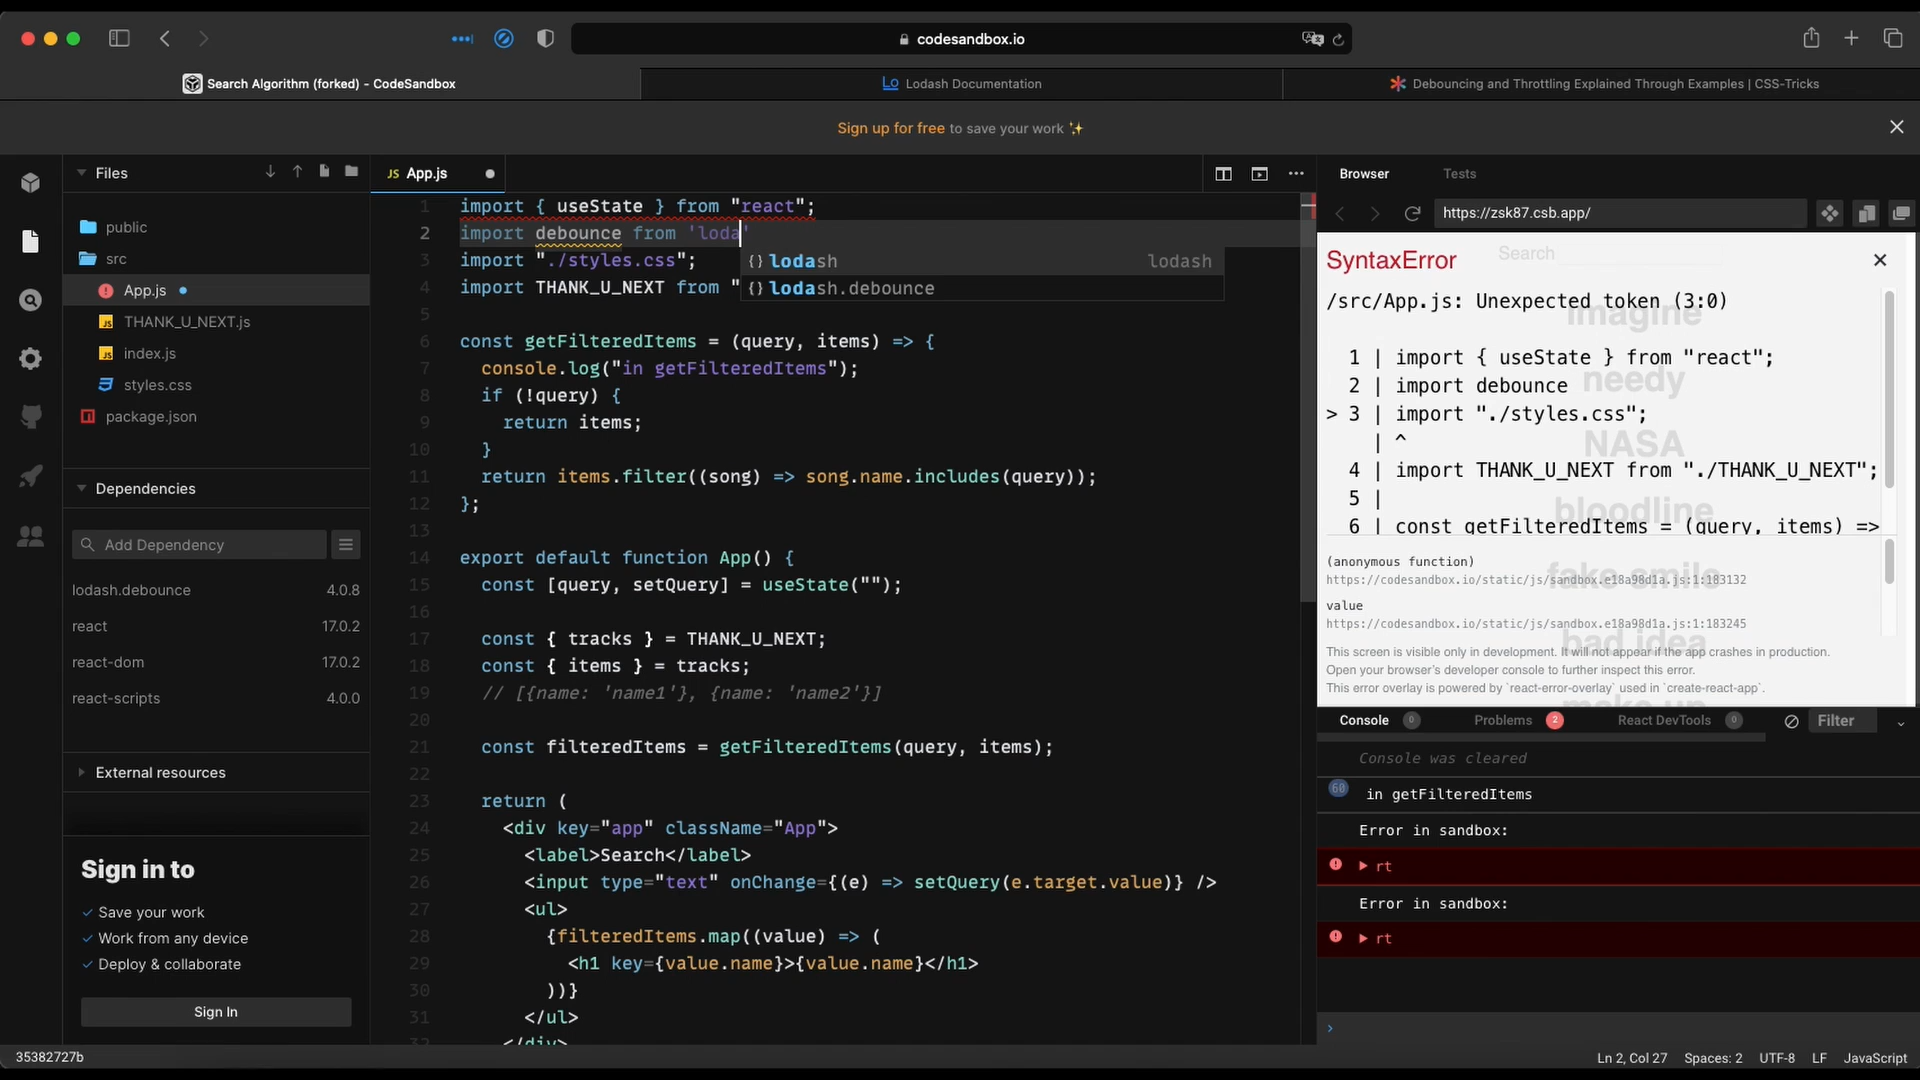 codesandbox.io
Search Algorithm (forked) - CodeSandbox
Lodash Documentation
Debouncing and Throttling Explained Through Examples | CSS-Tricks
Sign up for free to save your work ✨
Files
public
src
App.js
THANK_U_NEXT.js
index.js
styles.css
package.json
Dependencies
Add Dependency
lodash.debounce 4.0.8
react 17.0.2
react-dom 17.0.2
react-scripts 4.0.0
External resources
Sign in to
✓ Save your work
✓ Work from any device
✓ Deploy & collaborate
Sign In
35382727b
JS App.js
1 import { useState } from "react";
2 import debounce from 'loda'
3 import "./styles.css";
4 import THANK_U_NEXT from "
{} lodash lodash
{} lodash.debounce
5
6 const getFilteredItems = (query, items) => {
7 console.log("in getFilteredItems");
8 if (!query) {
9 return items;
10 }
11 return items.filter((song) => song.name.includes(query));
12 };
13
14 export default function App() {
15 const [query, setQuery] = useState("");
16
17 const { tracks } = THANK_U_NEXT;
18 const { items } = tracks;
19 // [{name: 'name1'}, {name: 'name2'}]
20
21 const filteredItems = getFilteredItems(query, items);
22
23 return (
24 <div key="app" className="App">
25 <label>Search</label>
26 <input type="text" onChange={(e) => setQuery(e.target.value)} />
27 <ul>
28 {filteredItems.map((value) => (
29 <h1 key={value.name}>{value.name}</h1>
30 ))}
31 </ul>
32 </div>
Browser Tests
https://zsk87.csb.app/
Search
SyntaxError
/src/App.js: Unexpected token (3:0)
imagine
1 | import { useState } from "react";
needy
2 | import debounce
> 3 | import "./styles.css";
| ^
NASA
4 | import THANK_U_NEXT from "./THANK_U_NEXT";
5 |
bloodline
6 | const getFilteredItems = (query, items) =>
(anonymous function)
fake smile
https://codesandbox.io/static/js/sandbox.e18a98d1a.js:1:183132
value
https://codesandbox.io/static/js/sandbox.e18a98d1a.js:1:183245
bad idea
This screen is visible only in development. It will not appear if the app crashes in production.
Open your browser's developer console to further inspect this error.
This error overlay is powered by `react-error-overlay` used in `create-react-app`.
make up
Console 0 Problems 2 React DevTools 0 Filter
Console was cleared
60 in getFilteredItems
Error in sandbox:
▶ rt
Error in sandbox:
▶ rt
›
Ln 2, Col 27 Spaces: 2 UTF-8 LF JavaScript